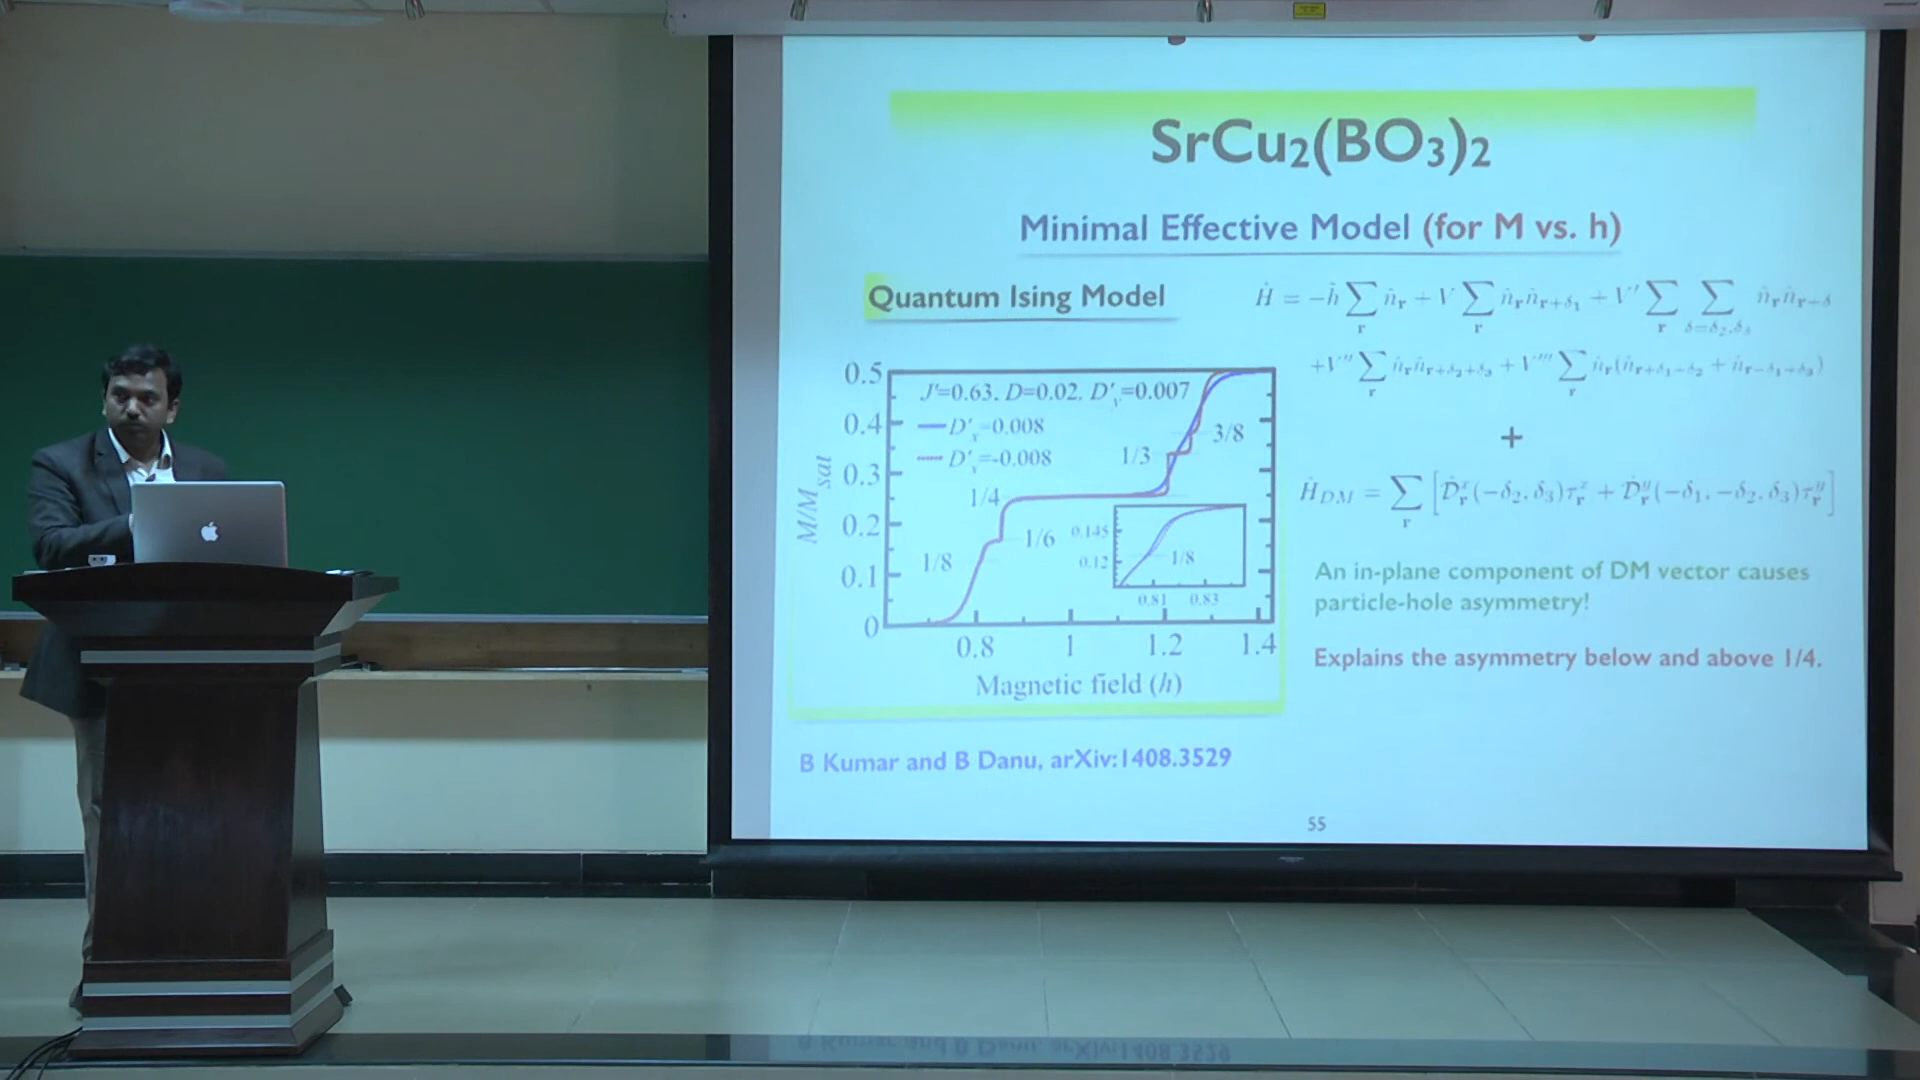 SrCu₂(BO₃)₂
Minimal Effective Model (for M vs. h)
Quantum Ising Model
+
An in-plane component of DM vector causes
particle-hole asymmetry!
Explains the asymmetry below and above 1/4.
0.5
0.4
0.3
0.2
0.1
0
M/M_sat
J'=0.63, D=0.02, D'
=0.007
0.008
=-0.008
1/3
3/8
1/4
1/6
1/8
0.145
0.12
1/8
0.81 0.83
0.8 1 1.2 1.4
Magnetic field (h)
B Kumar and B Danu, arXiv:1408.3529
55